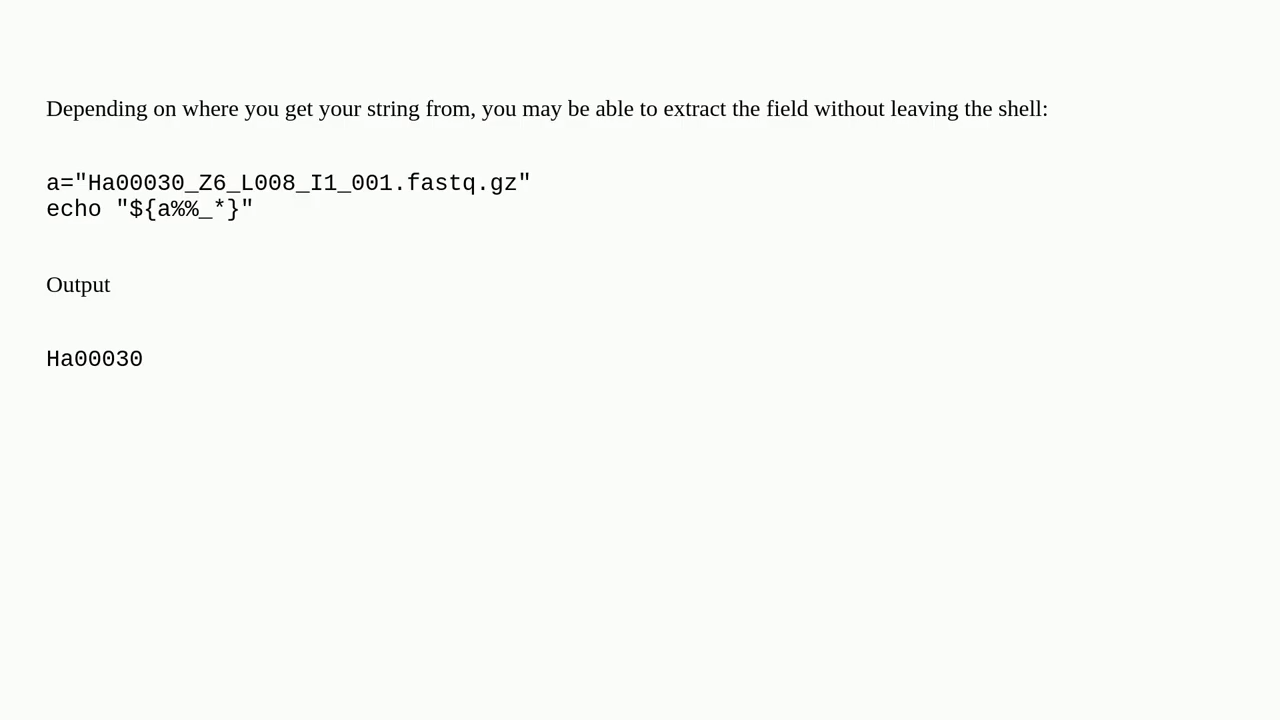 Depending on where you get your string from, you may be able to extract the field without leaving the shell:
a="Ha00030_Z6_L008_I1_001.fastq.gz"
echo "${a%%_*}"
Output
Ha00030